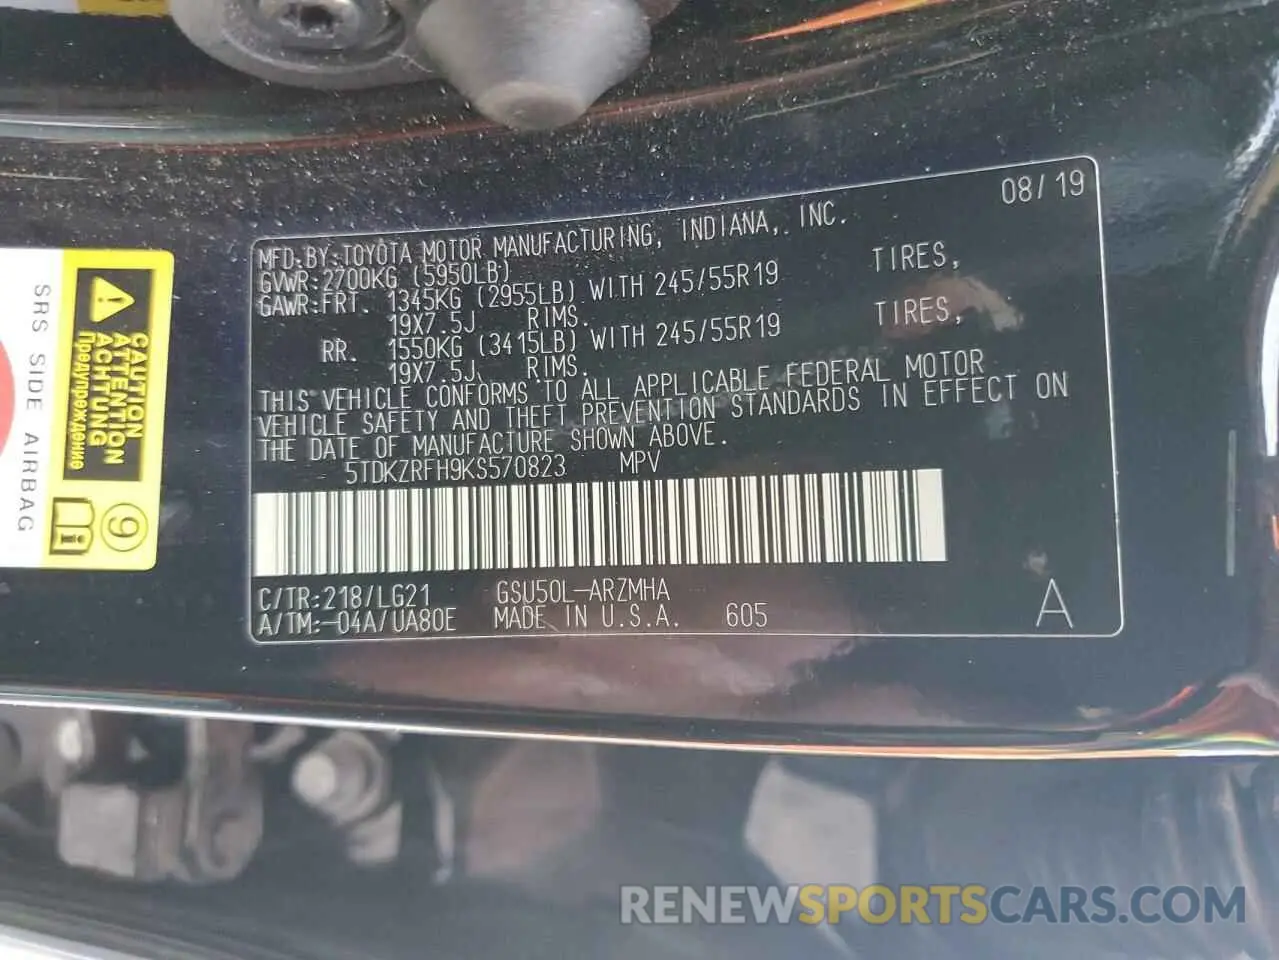 08/19
MFD.BY:TOYOTA MOTOR MANUFACTURING, INDIANA, INC.
GVWR:2700KG (5950LB)
GAWR:FRT. 1345KG (2955LB) WITH 245/55R19 TIRES,
19X7.5J RIMS.
RR. 1550KG (3415LB) WITH 245/55R19 TIRES,
19X7.5J RIMS.
THIS VEHICLE CONFORMS TO ALL APPLICABLE FEDERAL MOTOR
VEHICLE SAFETY AND THEFT PREVENTION STANDARDS IN EFFECT ON
THE DATE OF MANUFACTURE SHOWN ABOVE.
5TDKZRFH9KS570823 MPV
C/TR:218/LG21 GSU50L-ARZMHA
A/TM:-04A/UA80E MADE IN U.S.A. 605
A
CAUTION
ATTENTION
ACHTUNG
Предупреждение
9
SRS SIDE AIRBAG
RENEWSPORTSCARS.COM